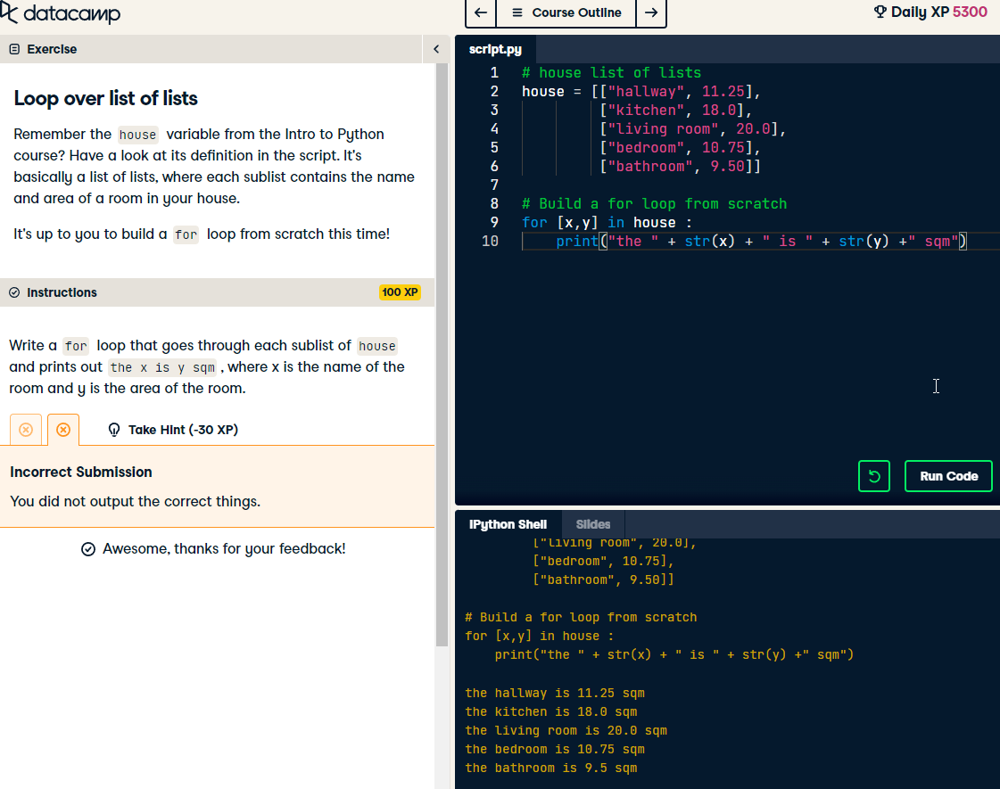 datacamp
Course Outline
Daily XP 5300
Exercise
Loop over list of lists
Remember the house variable from the Intro to Python
course? Have a look at its definition in the script. It's
basically a list of lists, where each sublist contains the name
and area of a room in your house.
It's up to you to build a for loop from scratch this time!
Instructions
100 XP
Write a for loop that goes through each sublist of house
and prints out the x is y sqm , where x is the name of the
room and y is the area of the room.
Take Hint (-30 XP)
Incorrect Submission
You did not output the correct things.
Awesome, thanks for your feedback!
script.py
1 # house list of lists
2 house = [["hallway", 11.25],
3 ["kitchen", 18.0],
4 ["living room", 20.0],
5 ["bedroom", 10.75],
6 ["bathroom", 9.50]]
7
8 # Build a for loop from scratch
9 for [x,y] in house :
10 print("the " + str(x) + " is " + str(y) +" sqm")
Run Code
IPython Shell
Slides
["living room", 20.0],
["bedroom", 10.75],
["bathroom", 9.50]]
# Build a for loop from scratch
for [x,y] in house :
print("the " + str(x) + " is " + str(y) +" sqm")
the hallway is 11.25 sqm
the kitchen is 18.0 sqm
the living room is 20.0 sqm
the bedroom is 10.75 sqm
the bathroom is 9.5 sqm